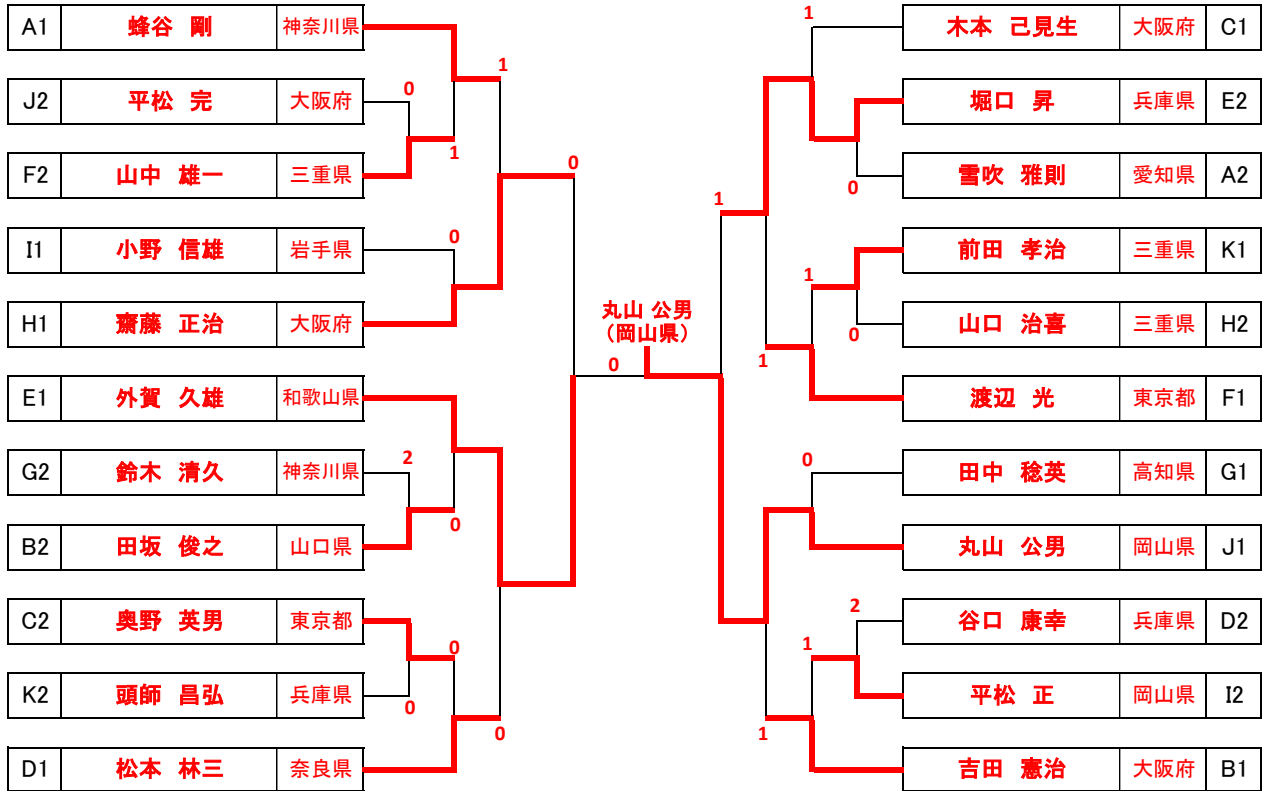 A1 蜂谷 剛 神奈川県
1
J2 平松 完 大阪府
0
F2 山中 雄一 三重県
1
0
I1 小野 信雄 岩手県
0
H1 齋藤 正治 大阪府
E1 外賀 久雄 和歌山県
G2 鈴木 清久 神奈川県
2
B2 田坂 俊之 山口県
0
C2 奥野 英男 東京都
0
K2 頭師 昌弘 兵庫県
0
D1 松本 林三 奈良県
0
丸山 公男
(岡山県)
0
1
木本 己見生 大阪府 C1
堀口 昇 兵庫県 E2
雪吹 雅則 愛知県 A2
0
1
前田 孝治 三重県 K1
1
山口 治喜 三重県 H2
0
渡辺 光 東京都 F1
1
田中 稔英 高知県 G1
0
丸山 公男 岡山県 J1
谷口 康幸 兵庫県 D2
2
平松 正 岡山県 I2
1
吉田 憲治 大阪府 B1
1